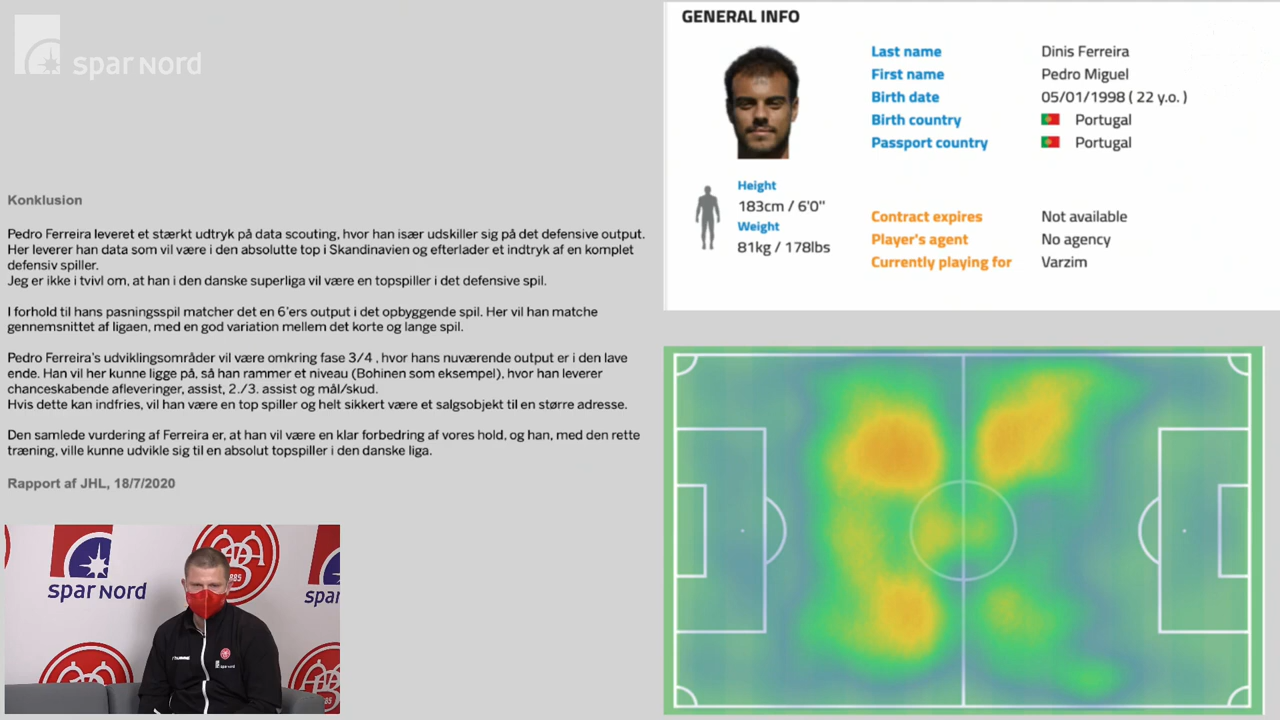 spar nord
Konklusion
Pedro Ferreira leveret et stærkt udtryk på data scouting, hvor han især udskiller sig på det defensive output.
Her leverer han data som vil være i den absolutte top i Skandinavien og efterlader et indtryk af en komplet
defensiv spiller.
Jeg er ikke i tvivl om, at han i den danske superliga vil være en topspiller i det defensive spil.
I forhold til hans pasningsspil matcher det en 6'ers output i det opbyggende spil. Her vil han matche
gennemsnittet af ligaen, med en god variation mellem det korte og lange spil.
Pedro Ferreira's udviklingsområder vil være omkring fase 3/4 , hvor hans nuværende output er i den lave
ende. Han vil her kunne ligge på, så han rammer et niveau (Bohinen som eksempel), hvor han leverer
chanceskabende afleveringer, assist, 2./3. assist og mål/skud.
Hvis dette kan indfries, vil han være en top spiller og helt sikkert være et salgsobjekt til en større adresse.
Den samlede vurdering af Ferreira er, at han vil være en klar forbedring af vores hold, og han, med den rette
træning, ville kunne udvikle sig til en absolut topspiller i den danske liga.
Rapport af JHL, 18/7/2020
GENERAL INFO
Last name Dinis Ferreira
First name Pedro Miguel
Birth date 05/01/1998 ( 22 y.o. )
Birth country Portugal
Passport country Portugal
Height
183cm / 6'0"
Weight
81kg / 178lbs
Contract expires Not available
Player's agent No agency
Currently playing for Varzim
spar nord
885
spar
hummel
spar nord